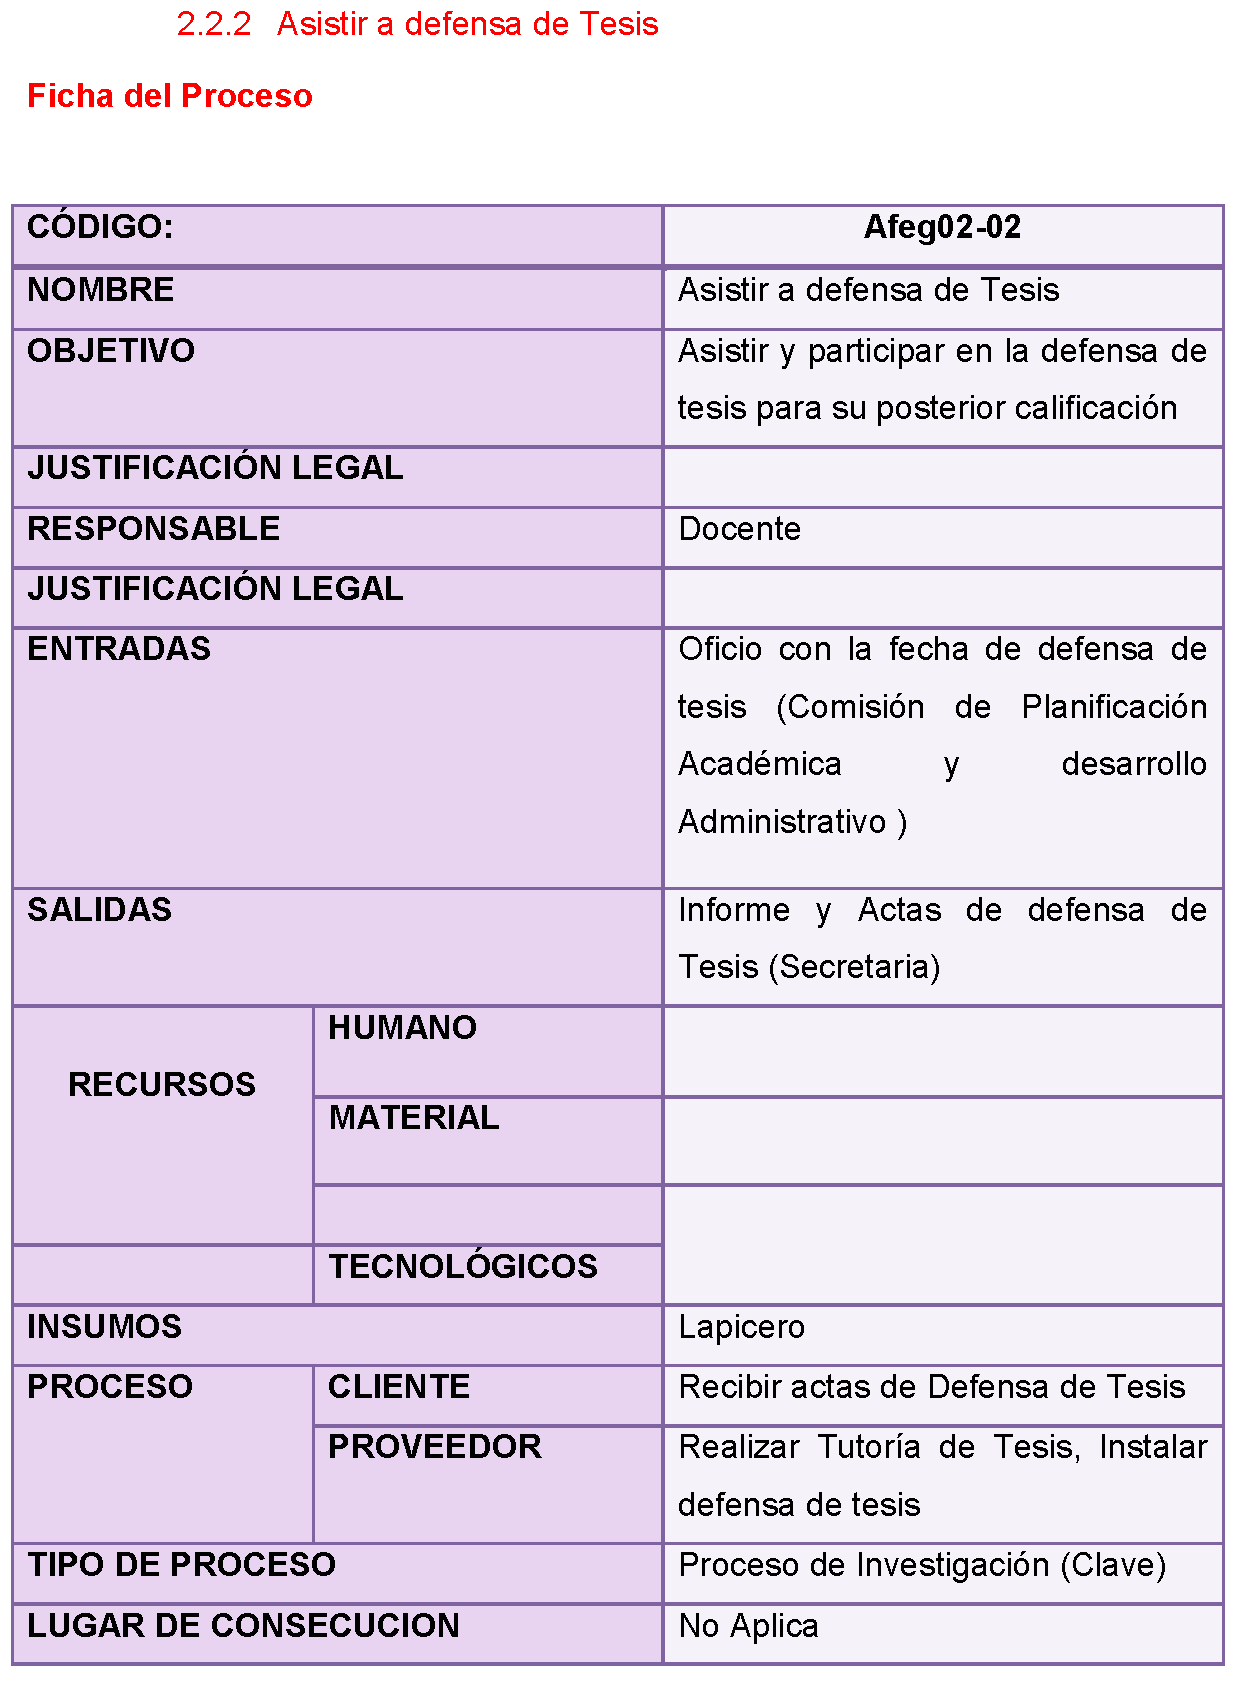 2.2.2 Asistir a defensa de Tesis
Ficha del Proceso
CÓDIGO: Afeg02-02
NOMBRE Asistir a defensa de Tesis
OBJETIVO Asistir y participar en la defensa de
tesis para su posterior calificación
JUSTIFICACIÓN LEGAL
RESPONSABLE Docente
JUSTIFICACIÓN LEGAL
ENTRADAS Oficio con la fecha de defensa de
tesis (Comisión de Planificación
Académica y desarrollo
Administrativo )
SALIDAS Informe y Actas de defensa de
Tesis (Secretaria)
RECURSOS
HUMANO
MATERIAL
TECNOLÓGICOS
INSUMOS Lapicero
PROCESO CLIENTE Recibir actas de Defensa de Tesis
PROVEEDOR Realizar Tutoría de Tesis, Instalar
defensa de tesis
TIPO DE PROCESO Proceso de Investigación (Clave)
LUGAR DE CONSECUCION No Aplica